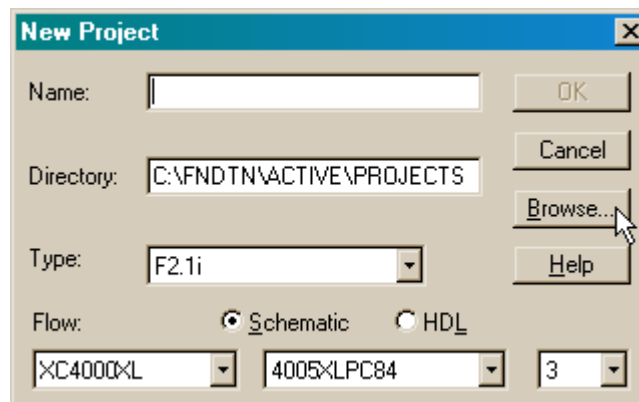 New Project
Name:
OK
Cancel
Directory: C:\FNDTN\ACTIVE\PROJECTS
Browse...
Type: F2.1i
Help
Flow: Schematic HDL
XC4000XL 4005XLPC84 3